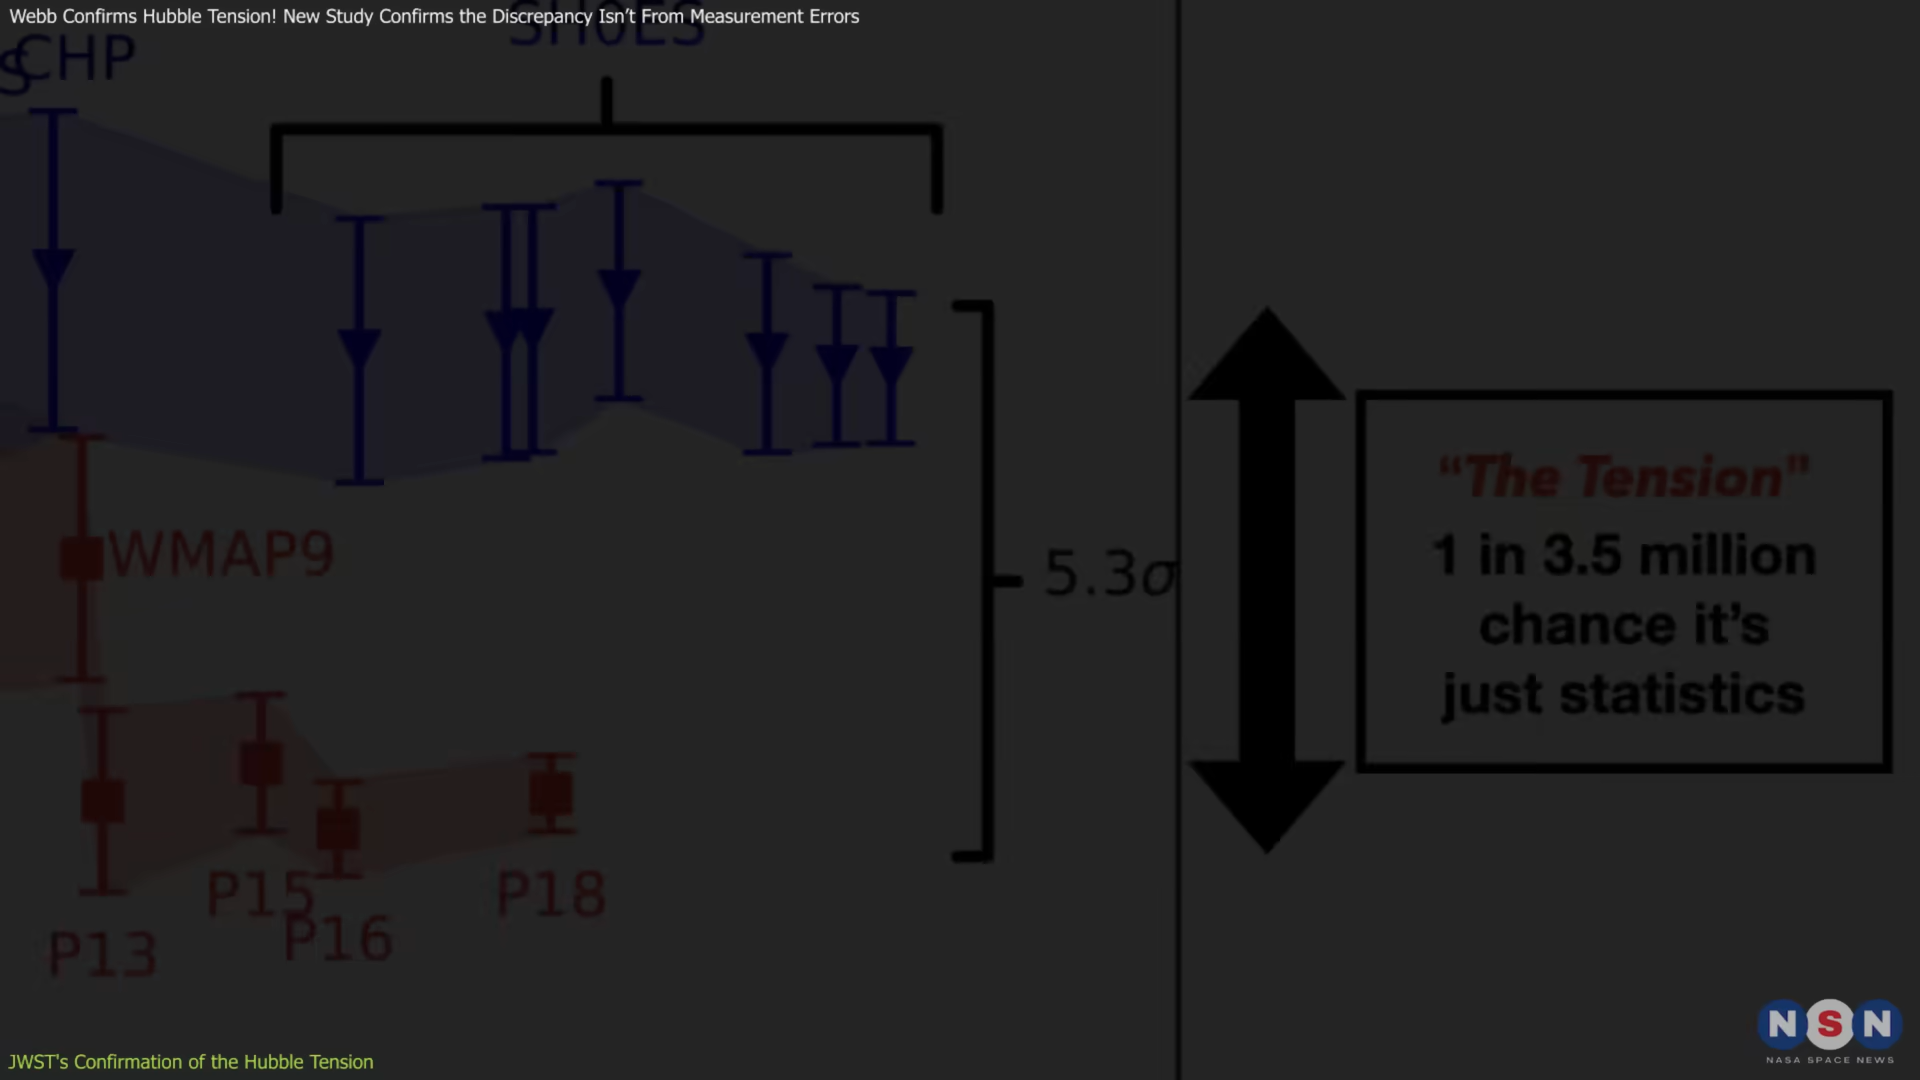 Webb Confirms Hubble Tension! New Study Confirms the Discrepancy Isn't From Measurement Errors
SH0ES
CHP
S
WMAP9
5.3σ
“The Tension”
1 in 3.5 million
chance it’s
just statistics
P15
P18
P16
P13
NSN
NASA SPACE NEWS
JWST's Confirmation of the Hubble Tension